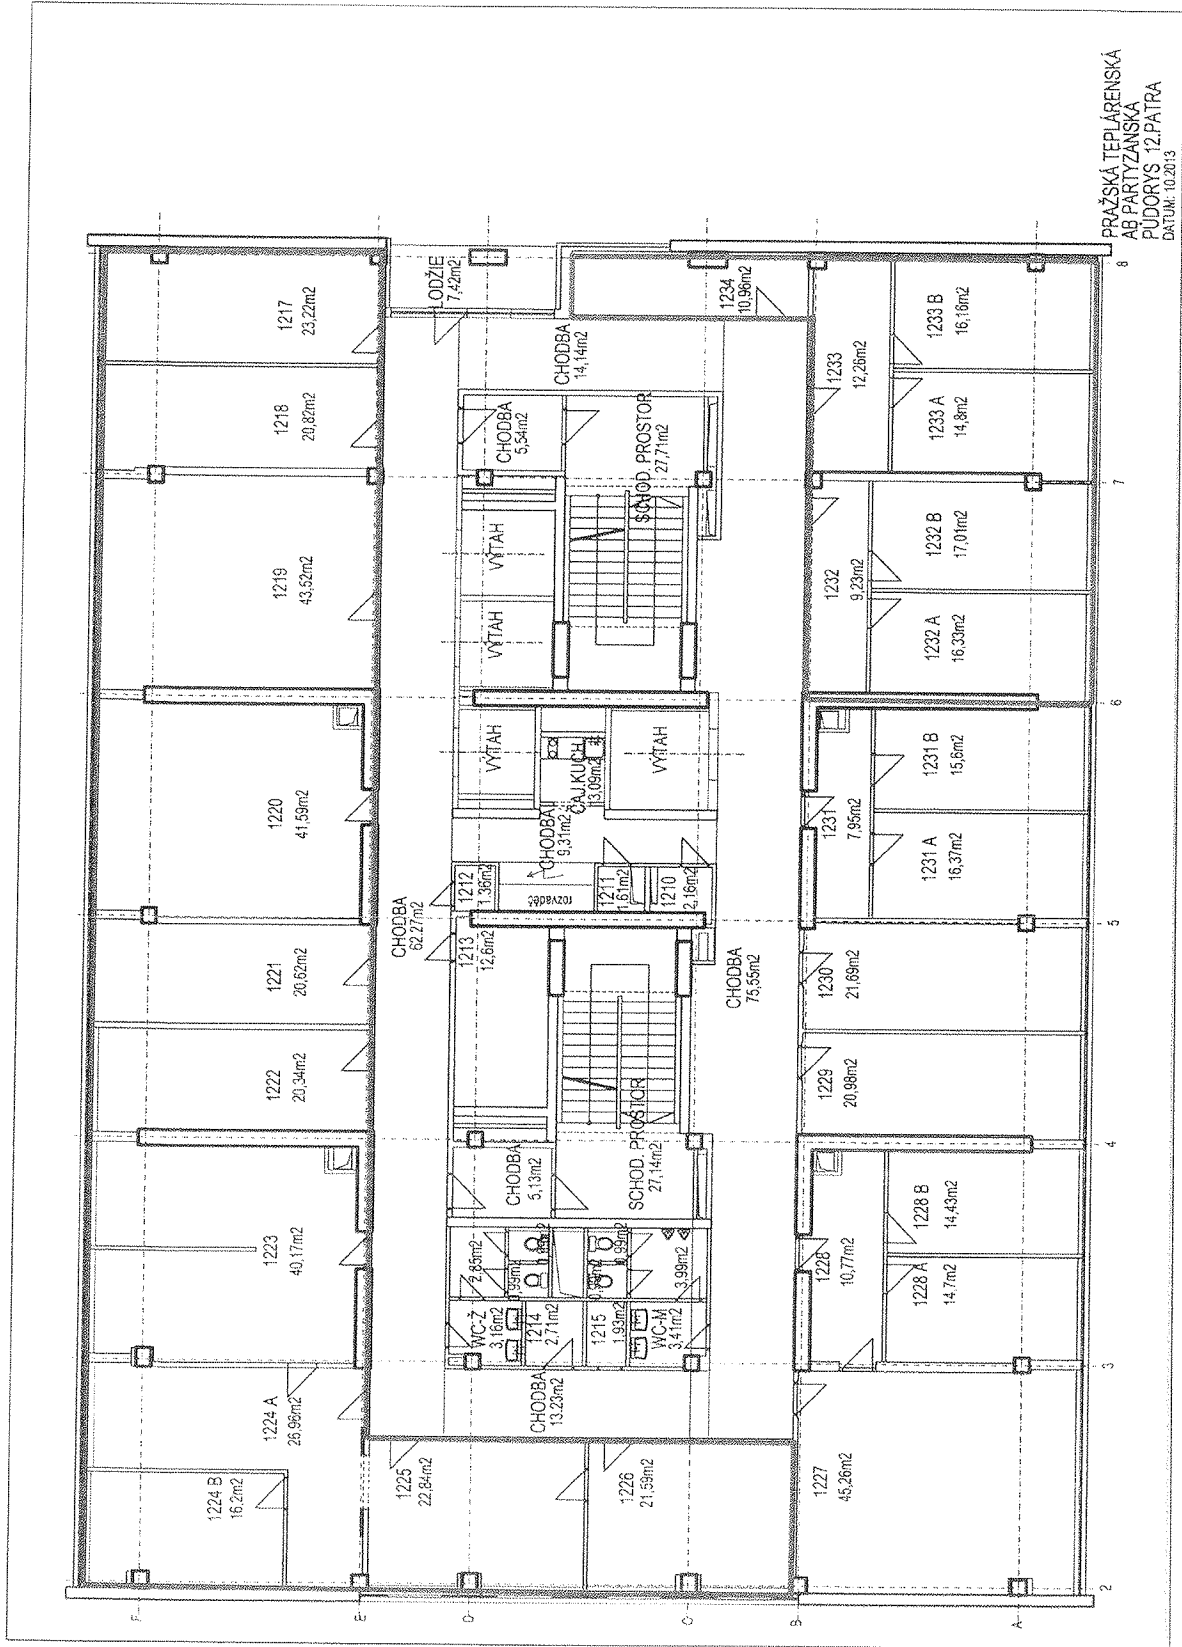 PRAŽSKÁ TEPLÁRENSKÁ
AB PARTYZÁNSKÁ
PŮDORYS 12.PATRA
DATUM: 10.2013
1217
23,22m2
1218
20,82m2
1219
43,52m2
1220
41,59m2
1221
20,62m2
1222
20,34m2
1223
40,17m2
1224 A
26,96m2
1224 B
16,2m2
LODŽIE
7,42m2
CHODBA
14,14m2
CHODBA
5,54m2
SCHOD. PROSTOR
27,71m2
VÝTAH
VÝTAH
VÝTAH
VÝTAH
ČAJ.KUCH
13.09m2
CHODBA
9,31m2
1212
1,36m2
rozvaděč
1211
1,61m2
1210
2,16m2
CHODBA
62.27m2
1213
12,6m2
CHODBA
75,55m2
CHODBA
5,13m2
SCHOD. PROSTOR
27,14m2
2,85m2
0,99m2
0,99m2
3,99m2
WC-Ž
3,16m2
1214
2,71m2
1215
1,93m2
WC-M
3,41m2
CHODBA
13.23m2
1225
22,84m2
1226
21,59m2
1234
10,96m2
1233
12,26m2
1233 B
16,16m2
1233 A
14,8m2
1232
9,23m2
1232 B
17,01m2
1232 A
16,33m2
1231
7,95m2
1231 B
15,6m2
1231 A
16,37m2
1230
21,69m2
1229
20,98m2
1228
10,77m2
1228 B
14,43m2
1228 A
14,7m2
1227
45,26m2
8
7
6
5
4
3
2
F
E
D
C
B
A